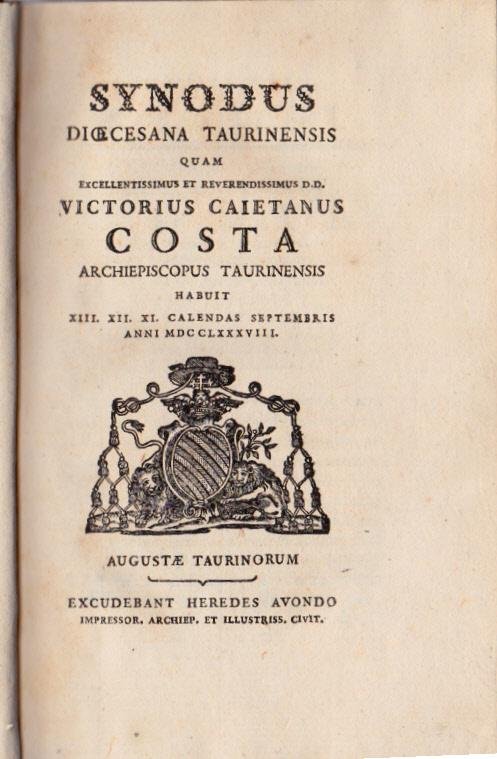 SYNODUS
DIŒCESANA TAURINENSIS
QUAM
EXCELLENTISSIMUS ET REVERENDISSIMUS D.D.
VICTORIUS CAIETANUS
COSTA
ARCHIEPISCOPUS TAURINENSIS
HABUIT
XIII. XII. XI. CALENDAS SEPTEMBRIS
ANNI MDCCLXXXVIII.
AUGUSTÆ TAURINORUM
EXCUDEBANT HEREDES AVONDO
IMPRESSOR. ARCHIEP. ET ILLUSTRISS. CIVIT.